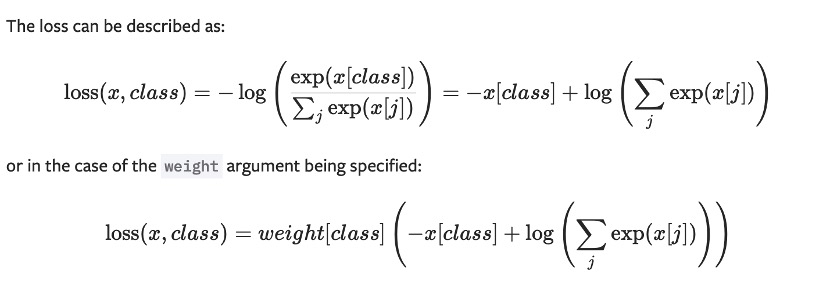 The loss can be described as:
loss(x, class) = − log ( exp(x[class]) / ∑_j exp(x[j]) ) = −x[class] + log ( ∑_j exp(x[j]) )
or in the case of the weight argument being specified:
loss(x, class) = weight[class] ( −x[class] + log ( ∑_j exp(x[j]) ) )